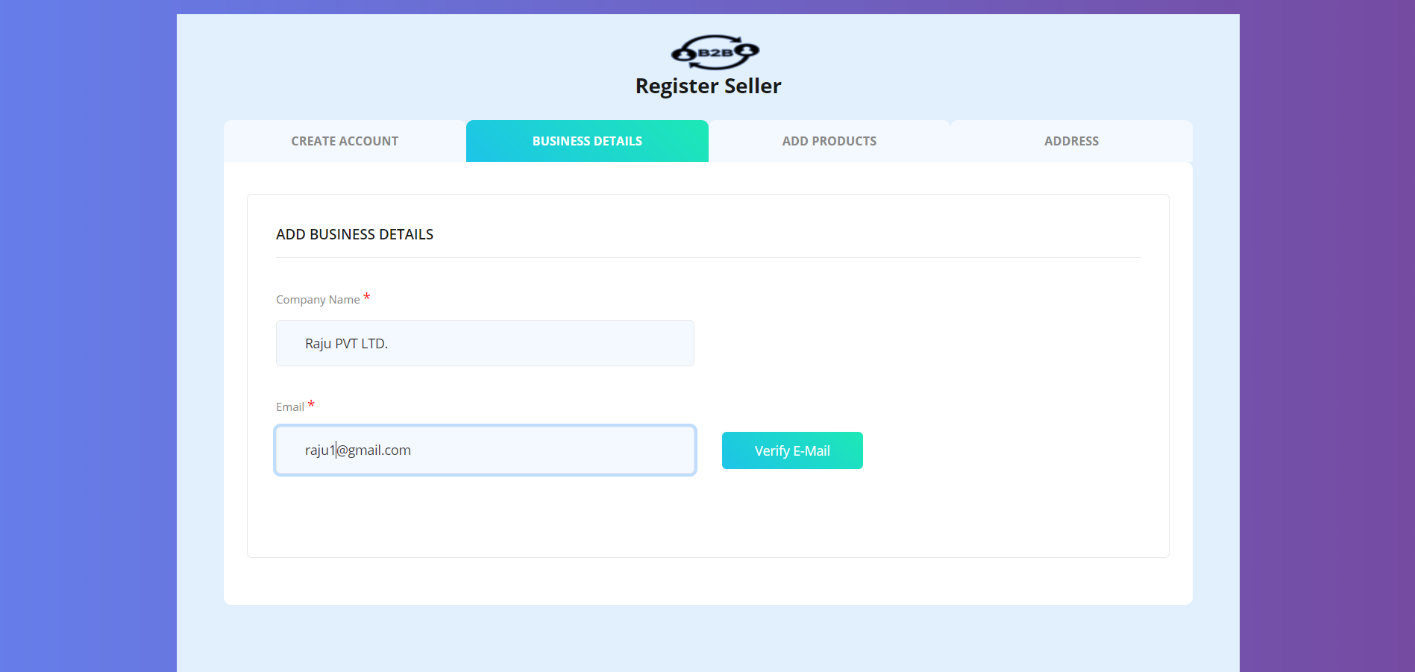 B2B
Register Seller
CREATE ACCOUNT BUSINESS DETAILS ADD PRODUCTS ADDRESS
ADD BUSINESS DETAILS
Company Name *
Raju PVT LTD.
Email *
raju1@gmail.com Verify E-Mail